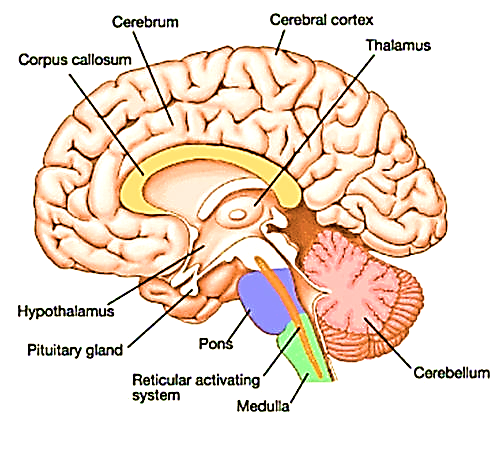 Cerebrum
Cerebral cortex
Corpus callosum
Thalamus
Hypothalamus
Pituitary gland
Pons
Reticular activating
system
Medulla
Cerebellum